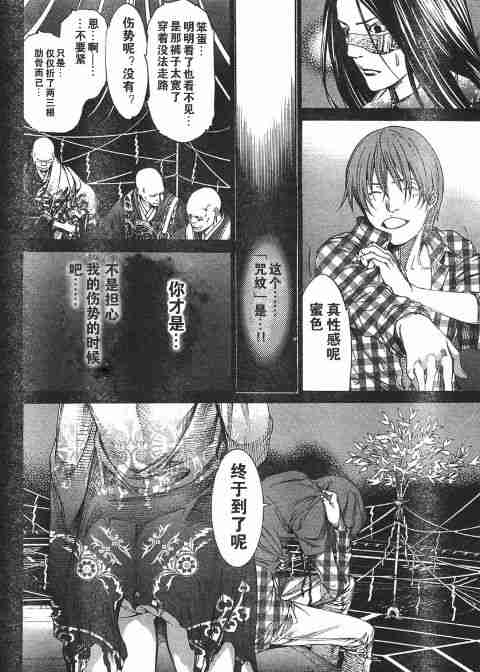 笨蛋…
明明看了也看不见…
是那裤子太宽了
穿着没法走路
伤势
呢？
没有？
恩…啊——
…不要紧
只是…
仅仅折了两三根
肋骨而已…
真性感呢
蜜色
这个……
「咒纹」是…!!
你才是…
不是担心
我的伤势的时候
吧……
终于到了呢